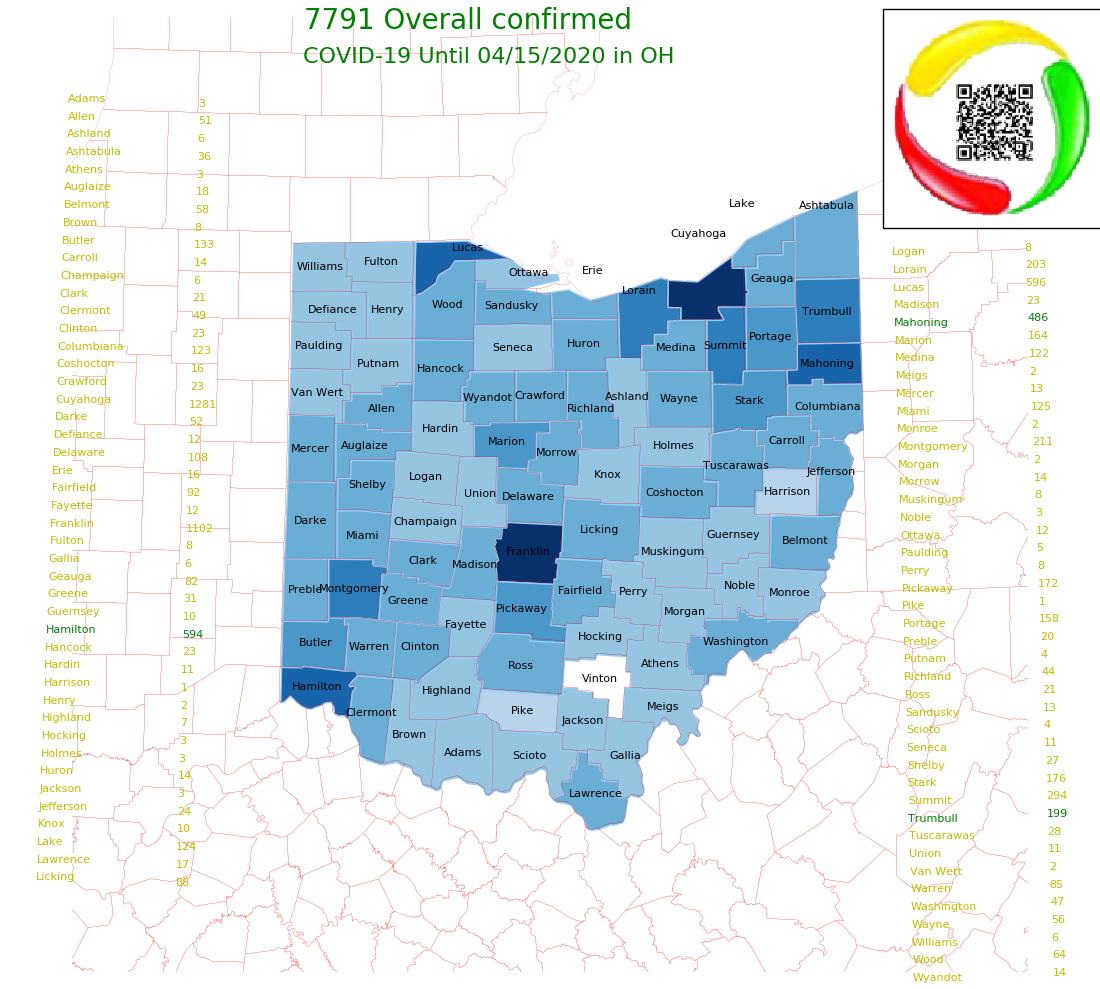 7791 Overall confirmed
COVID-19 Until 04/15/2020 in OH
Adams 3
Allen 51
Ashland 6
Ashtabula 36
Athens 3
Auglaize 18
Belmont 58
Brown 8
Butler 133
Carroll 14
Champaign 6
Clark 21
Clermont 49
Clinton 23
Columbiana 123
Coshocton 16
Crawford 23
Cuyahoga 1281
Darke 52
Defiance 12
Delaware 108
Erie 16
Fairfield 92
Fayette 12
Franklin 1102
Fulton 8
Gallia 6
Geauga 82
Greene 31
Guernsey 10
Hamilton 594
Hancock 23
Hardin 11
Harrison 1
Henry 2
Highland 7
Hocking 3
Holmes 3
Huron 14
Jackson 3
Jefferson 24
Knox 10
Lake 124
Lawrence 17
Licking 88
Lake
Ashtabula
Cuyahoga
Lucas
Williams
Fulton
Ottawa
Erie
Geauga
Lorain
Defiance
Henry
Wood
Sandusky
Trumbull
Paulding
Putnam
Seneca
Huron
Medina
Summit
Portage
Mahoning
Van Wert
Hancock
Allen
Wyandot
Crawford
Richland
Ashland
Wayne
Stark
Columbiana
Mercer
Auglaize
Hardin
Marion
Morrow
Holmes
Carroll
Tuscarawas
Jefferson
Shelby
Logan
Union
Delaware
Knox
Coshocton
Harrison
Darke
Miami
Champaign
Franklin
Licking
Muskingum
Guernsey
Belmont
Preble
Montgomery
Clark
Greene
Madison
Pickaway
Fairfield
Perry
Morgan
Noble
Monroe
Butler
Warren
Clinton
Fayette
Ross
Hocking
Vinton
Athens
Washington
Hamilton
Clermont
Brown
Highland
Adams
Pike
Scioto
Jackson
Meigs
Gallia
Lawrence
Logan 8
Lorain 203
Lucas 596
Madison 23
Mahoning 486
Marion 164
Medina 122
Meigs 2
Mercer 13
Miami 125
Monroe 2
Montgomery 211
Morgan 2
Morrow 14
Muskingum 8
Noble 3
Ottawa 12
Paulding 5
Perry 8
Pickaway 172
Pike 1
Portage 158
Preble 20
Putnam 4
Richland 44
Ross 21
Sandusky 13
Scioto 4
Seneca 11
Shelby 27
Stark 176
Summit 294
Trumbull 199
Tuscarawas 28
Union 11
Van Wert 2
Warren 85
Washington 47
Wayne 56
Williams 6
Wood 64
Wyandot 14